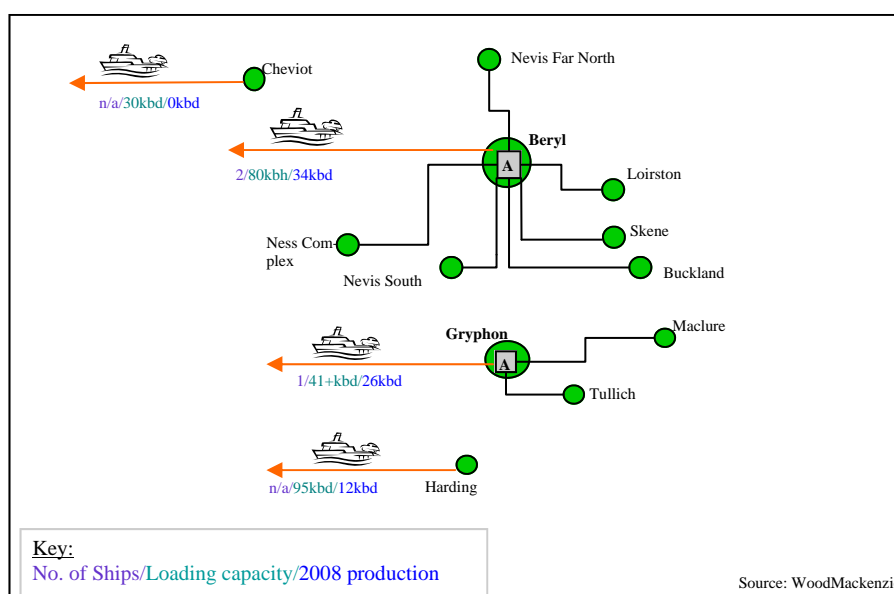 Cheviot
n/a/30kbd/0kbd
Nevis Far North
Beryl
A
2/80kbh/34kbd
Loirston
Skene
Ness Com-
plex
Nevis South
Buckland
Gryphon
Maclure
A
1/41+kbd/26kbd
Tullich
n/a/95kbd/12kbd
Harding
Key:
No. of Ships/Loading capacity/2008 production
Source: WoodMackenzi